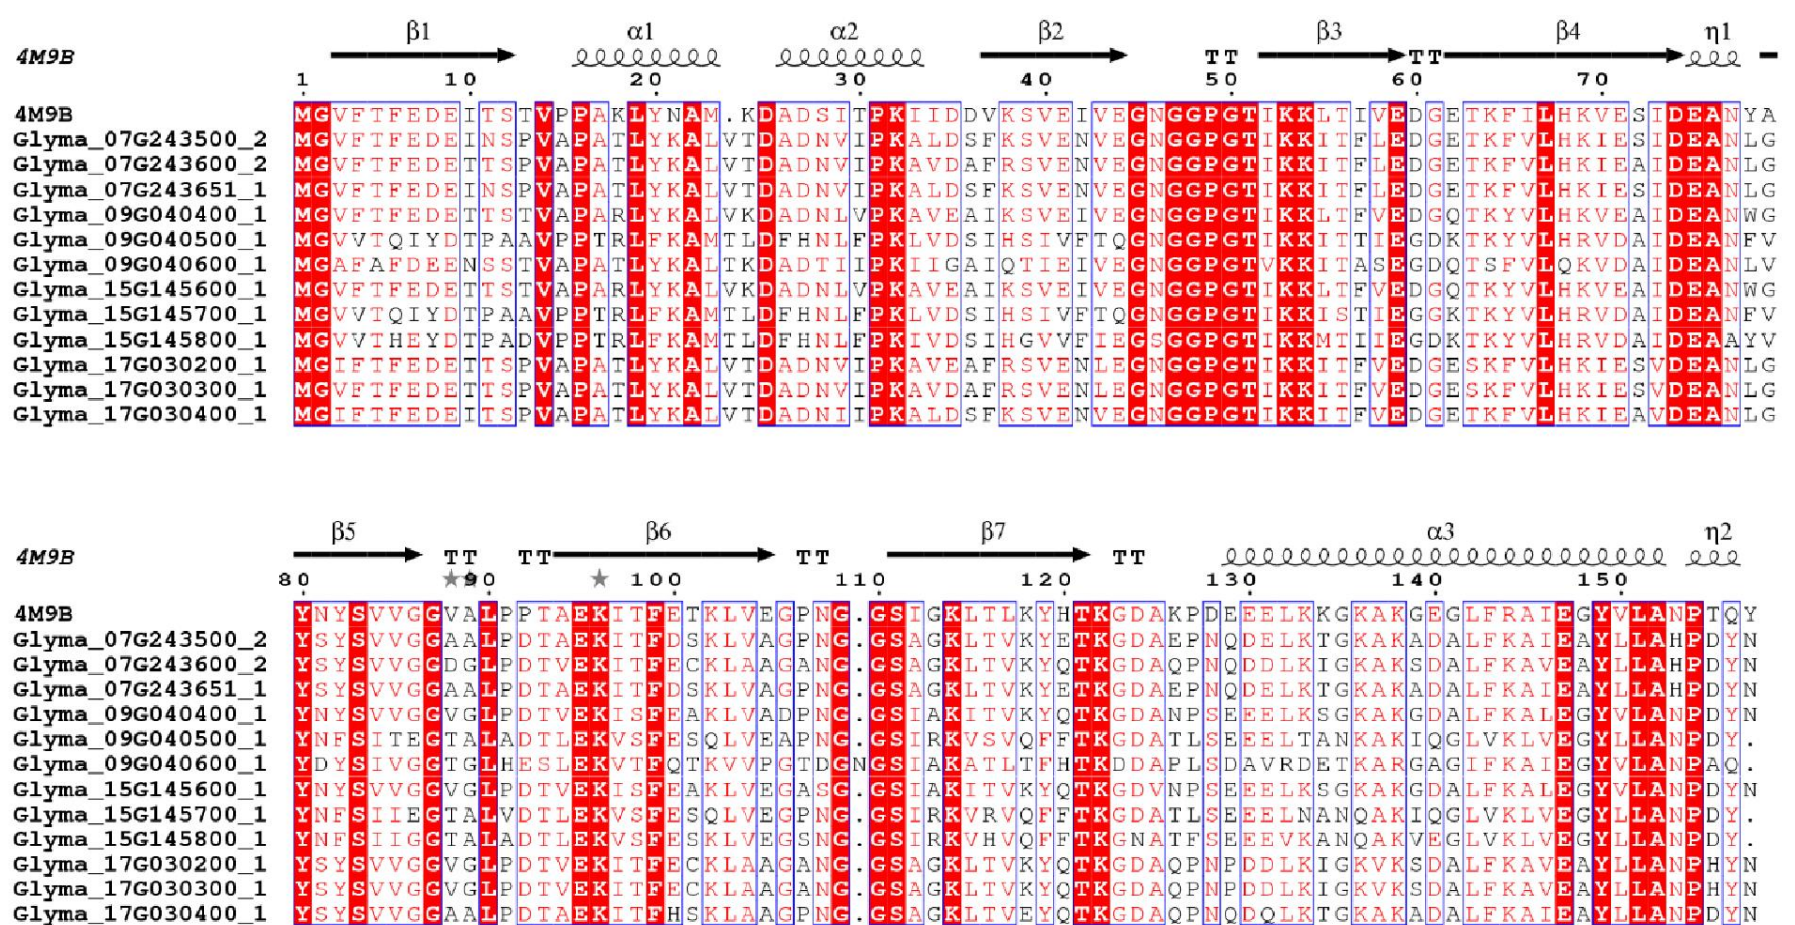 β1 α1 α2 β2 β3 β4 η1
4M9B TT TT
1 10 20 30 40 50 60 70
4M9B MGVFTFEDEITSTVPPAKLYNAM.KDADSITPKIIDDVKSVEIVEGNGGPGTIKKLTIVEDGETKFILHKVESIDEANYA
Glyma_07G243500_2 MGVFTFEDEINSPVAPATLYKALVTDADNVIPKALDSFKSVENVEGNGGPGTIKKITFLEDGETKFVLHKIESIDEANLG
Glyma_07G243600_2 MGVFTFEDEITSPVAPATLYKALVTDADNVIPKALDAFKSVENVEGNGGPGTIKKITFLEDGETKFVLHKIESIDEANLG
Glyma_07G243651_1 MGVFTFEDEINSPVAPATLYKALVTDADNVIPKALDSFKSVENVEGNGGPGTIKKITFLEDGETKFVLHKIESIDEANLG
Glyma_09G040400_1 MGVFTFEDETTSTVAPARLYKALVKDADNLVPKAVEAIKSVEIVEGNGGPGTIKKLTFVEDGQTKYVLHKVEAIDEANWG
Glyma_09G040500_1 MGVVTQIYDTPAAVPPTRLFKAMTLDFHNLFPKLVDSIHSIVFTQGNGGPGTIKKITTIEGDKTKYVLHRVDAIDEANFV
Glyma_09G040600_1 MGAFAFDEENSSTVAPATLYKALTKDADTIIPKIIGAIQTIEIVEGNGGPGTVKKITASEGDQTSFVLQKVDAIDEANLV
Glyma_15G145600_1 MGVFTFEDETTSTVAPARLYKALVKDADNLVPKAVEAIKSVEIVEGNGGPGTIKKLTFVEDGQTKYVLHKVEAIDEANWG
Glyma_15G145700_1 MGVVTQIYDTPAAVPPTRLFKAMTLDFHNLFPKLVDSIHSIVFTQGNGGPGTIKKISTIEGGKTKYVLHRVDAIDEANFV
Glyma_15G145800_1 MGVVTHEYDTPADVPPTRLFKAMTLDFHNLFPKIVDSIHGVVFIEGSGGPGTIKKMTIIEGDKTKYVLHRVDAIDEAAYV
Glyma_17G030200_1 MGIFTFEDETTSPVAPATLYKALVTDADNVIPKAVEAFRSVENLEGNGGPGTIKKITFVEDGESKFVLHKIESVDEANLG
Glyma_17G030300_1 MGVFTFEDETTSPVAPATLYKALVTDADNVIPKAVDAFRSVENVEGNGGPGTIKKITFVEDGESKFVLHKIESVDEANLG
Glyma_17G030400_1 MGIFTFEDEITSPVAPATLYKALVTDADNIIPKALDSFKSVENVEGNGGPGTIKKITFVEDGETKFVLHKIEAVDEANLG
β5 β6 β7 α3 η2
4M9B TT TT TT TT
80 90 100 110 120 130 140 150
4M9B YNYSVVGGVALPPTAEKITFETKLVEGPNG.GSIGKLTLKYHTKGDAKPDEEELKKGKAKGEGLFRAIEGYVLANPTQY
Glyma_07G243500_2 YSYSVVGGAALPDTAEKITFDSKLVAGPNG.GSAGKLTVKYETKGDAEPNQDELKTGKAKADALFKAIEAYLLAHPDYN
Glyma_07G243600_2 YSYSVVGGDGLPDTAEKITFECKLAAGANG.GSAGKLTVKYQTKGDAQPNQDDLKIGKAKSDALFKAVEAYLLAHPDYN
Glyma_07G243651_1 YSYSVVGGAALPDTAEKITFDSKLVAGPNG.GSAGKLTVKYETKGDAEPNQDELKTGKAKADALFKAIEAYLLAHPDYN
Glyma_09G040400_1 YNYSVVGGVGLPDTVEKISFEAKLVADPNG.GSIAKITVKYQTKGDANPSEEELKSGKAKGDALFKALEGYVLANPDYN
Glyma_09G040500_1 YNFSITEGTALADTLEKVSFESQLVEAPNG.GSIRKVSVQFFTKGDATLSEEELTANKARIQGLVKLVEGYLLANPDY.
Glyma_09G040600_1 YDYSIVGGTGLHESLEKVTFQTKVVPGTDGNGSIAKATLTFHTKDDAPLSDAVRDETKARGAGIFKAIEGYVLANPAQ.
Glyma_15G145600_1 YNYSVVGGVGLPDTVEKISFEAKLVEGASG.GSIAKITVKYQTKGDVNPSEEELKSGKAKGDALFKALEGYVLANPDYN
Glyma_15G145700_1 YNFSIIEGTALVDTLEKVSFESQLVEGPNG.GSIRKVRVQFFTKGDATLSEEELNANQAKIQGLVKLVEGYLLANPDY.
Glyma_15G145800_1 YNFSIIGGTALADTLEKVSFESKLVEGSNG.GSIRKVHVQFFTKGNATFSEEEVKANQAKVEGLVKLVEGYLLANPDY.
Glyma_17G030200_1 YSYSVVGGVGLPDTVEKITFECKLAAGANG.GSAGKLTVKYQTKGDAQPNPDDLKIGKVKSDALFKAVEAYLLANPHYN
Glyma_17G030300_1 YSYSVVGGVGLPDTVEKITFECKLAAGANG.GSAGKLTVKYQTKGDAQPNPDDLKIGKVKSDALFKAVEAYLLANPHYN
Glyma_17G030400_1 YSYSVVGGAALPDTAEKITFHSKLAAGPNG.GSAGKLTVEYQTKGDAQPNQDQLKTGKAKADALFKAIEAYLLANPDYN